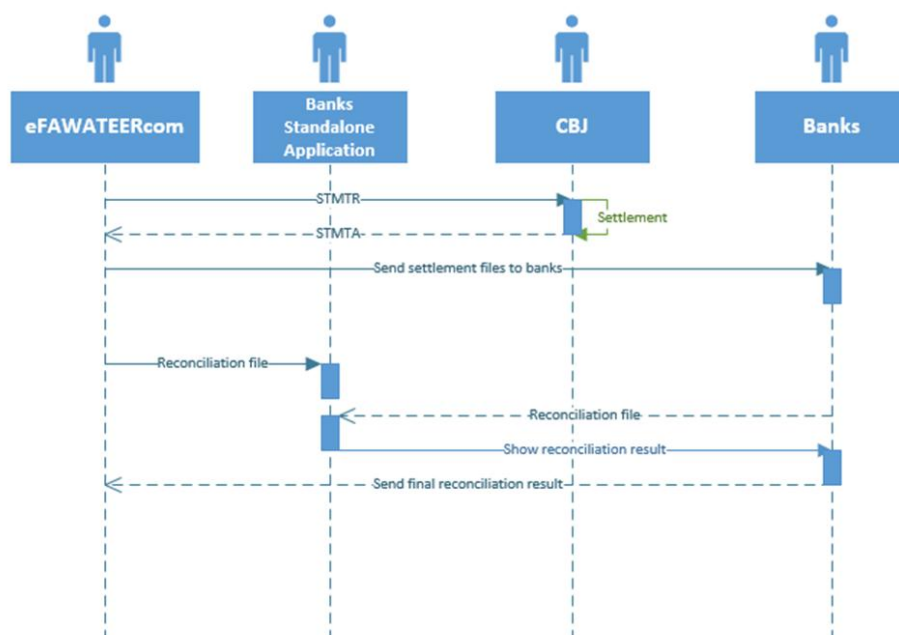 eFAWATEERcom
Banks
Standalone
Application
CBJ
Banks
STMTR
Settlement
STMTA
Send settlement files to banks
Reconciliation file
Reconciliation file
Show reconciliation result
Send final reconciliation result